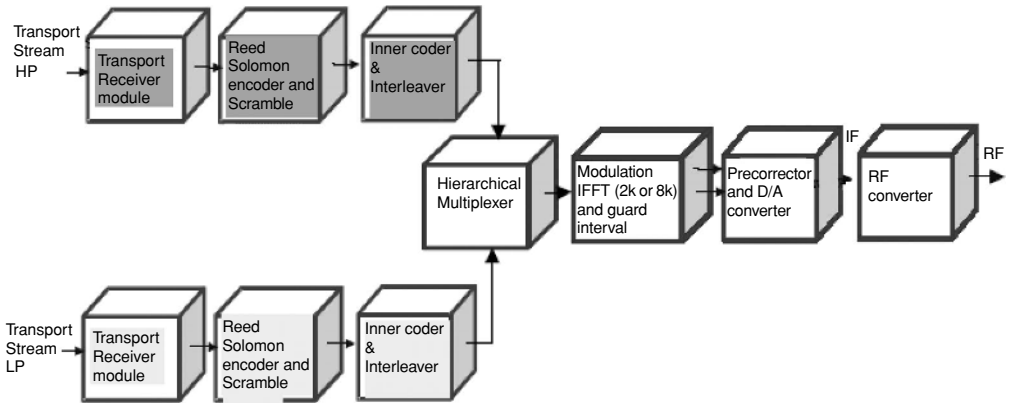 Transport
Stream
HP
Transport
Receiver
module
Reed
Solomon
encoder and
Scramble
Inner coder
&
Interleaver
Hierarchical
Multiplexer
Modulation
IFFT (2k or 8k)
and guard
interval
Precorrector
and D/A
converter
IF
RF
converter
RF
Transport
Stream
LP
Transport
Receiver
module
Reed
Solomon
encoder and
Scramble
Inner coder
&
Interleaver